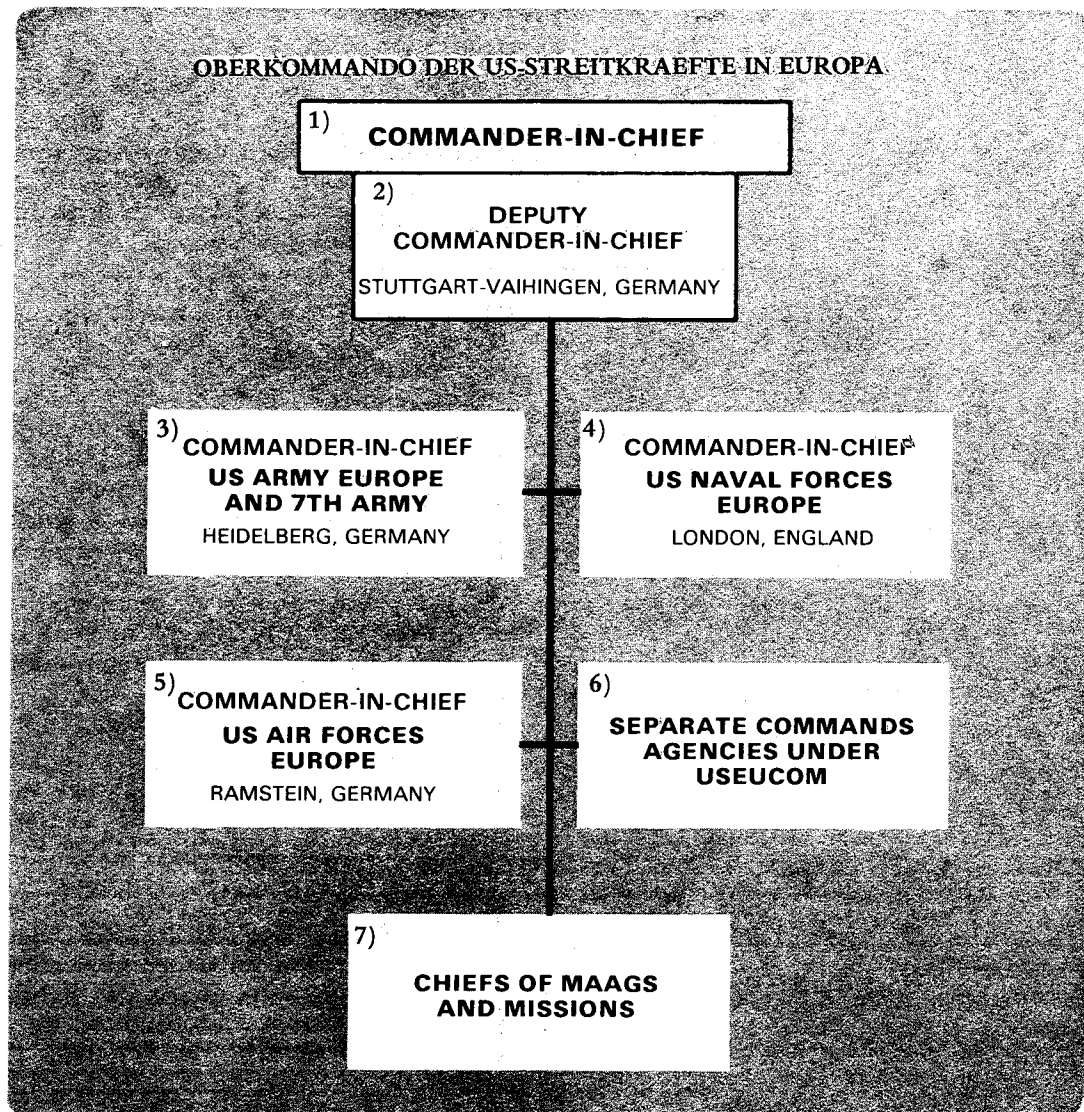 OBERKOMMANDO DER US-STREITKRAEFTE IN EUROPA
1)
COMMANDER-IN-CHIEF
2)
DEPUTY
COMMANDER-IN-CHIEF
STUTTGART-VAIHINGEN, GERMANY
3)
COMMANDER-IN-CHIEF
US ARMY EUROPE
AND 7TH ARMY
HEIDELBERG, GERMANY
4)
COMMANDER-IN-CHIEF
US NAVAL FORCES
EUROPE
LONDON, ENGLAND
5)
COMMANDER-IN-CHIEF
US AIR FORCES
EUROPE
RAMSTEIN, GERMANY
6)
SEPARATE COMMANDS
AGENCIES UNDER
USEUCOM
7)
CHIEFS OF MAAGS
AND MISSIONS